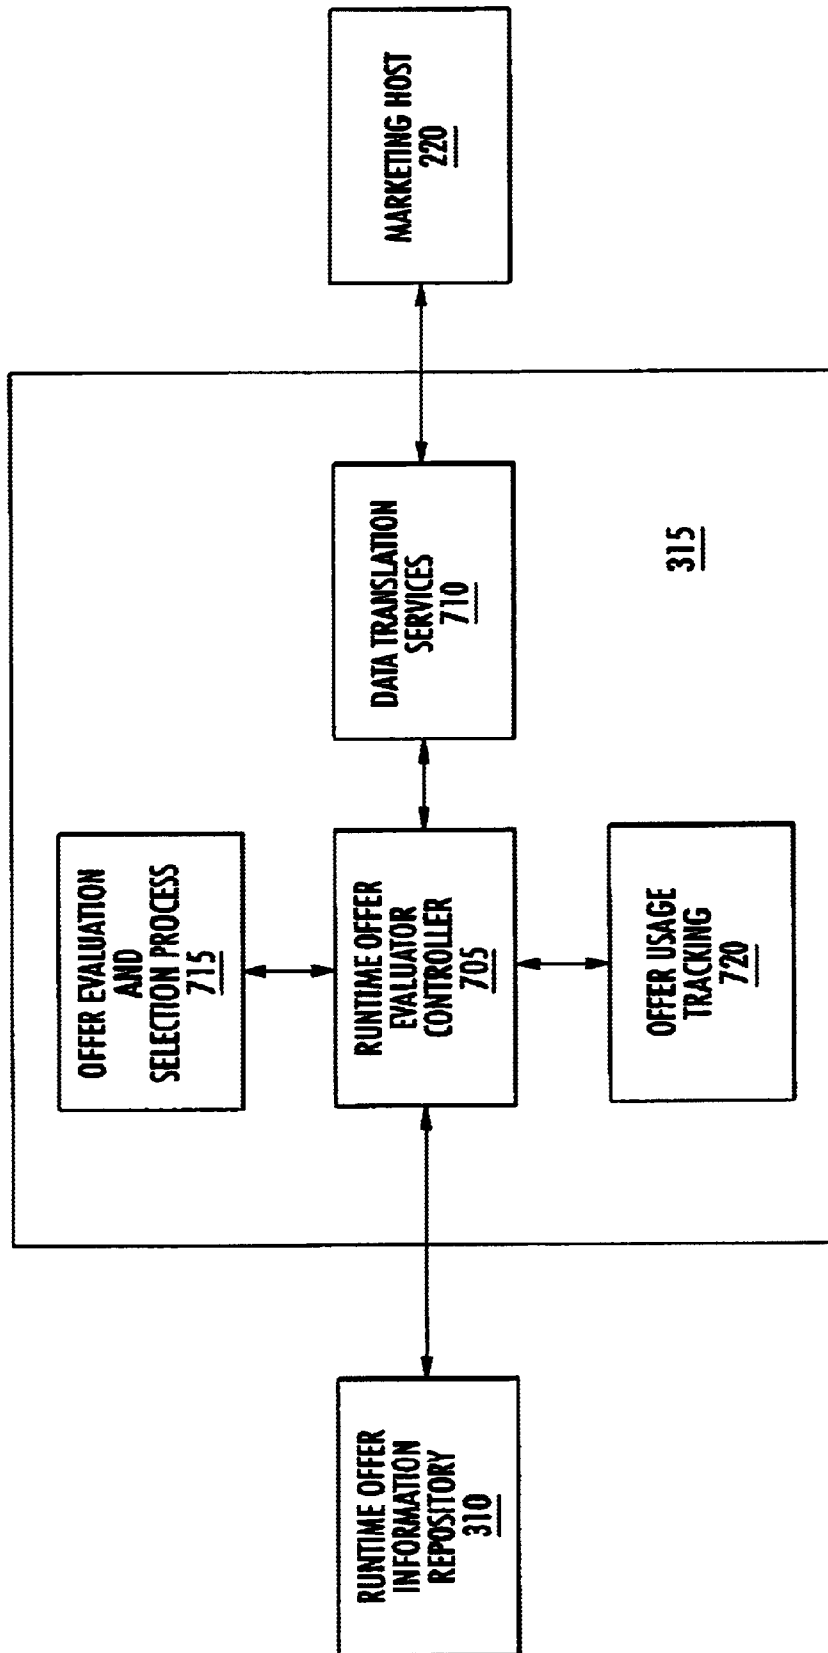 OFFER EVALUATION
AND
SELECTION PROCESS
715
RUNTIME OFFER
INFORMATION
REPOSITORY
310
RUNTIME OFFER
EVALUATOR
CONTROLLER
705
DATA TRANSLATION
SERVICES
710
MARKETING HOST
220
OFFER USAGE
TRACKING
720
315